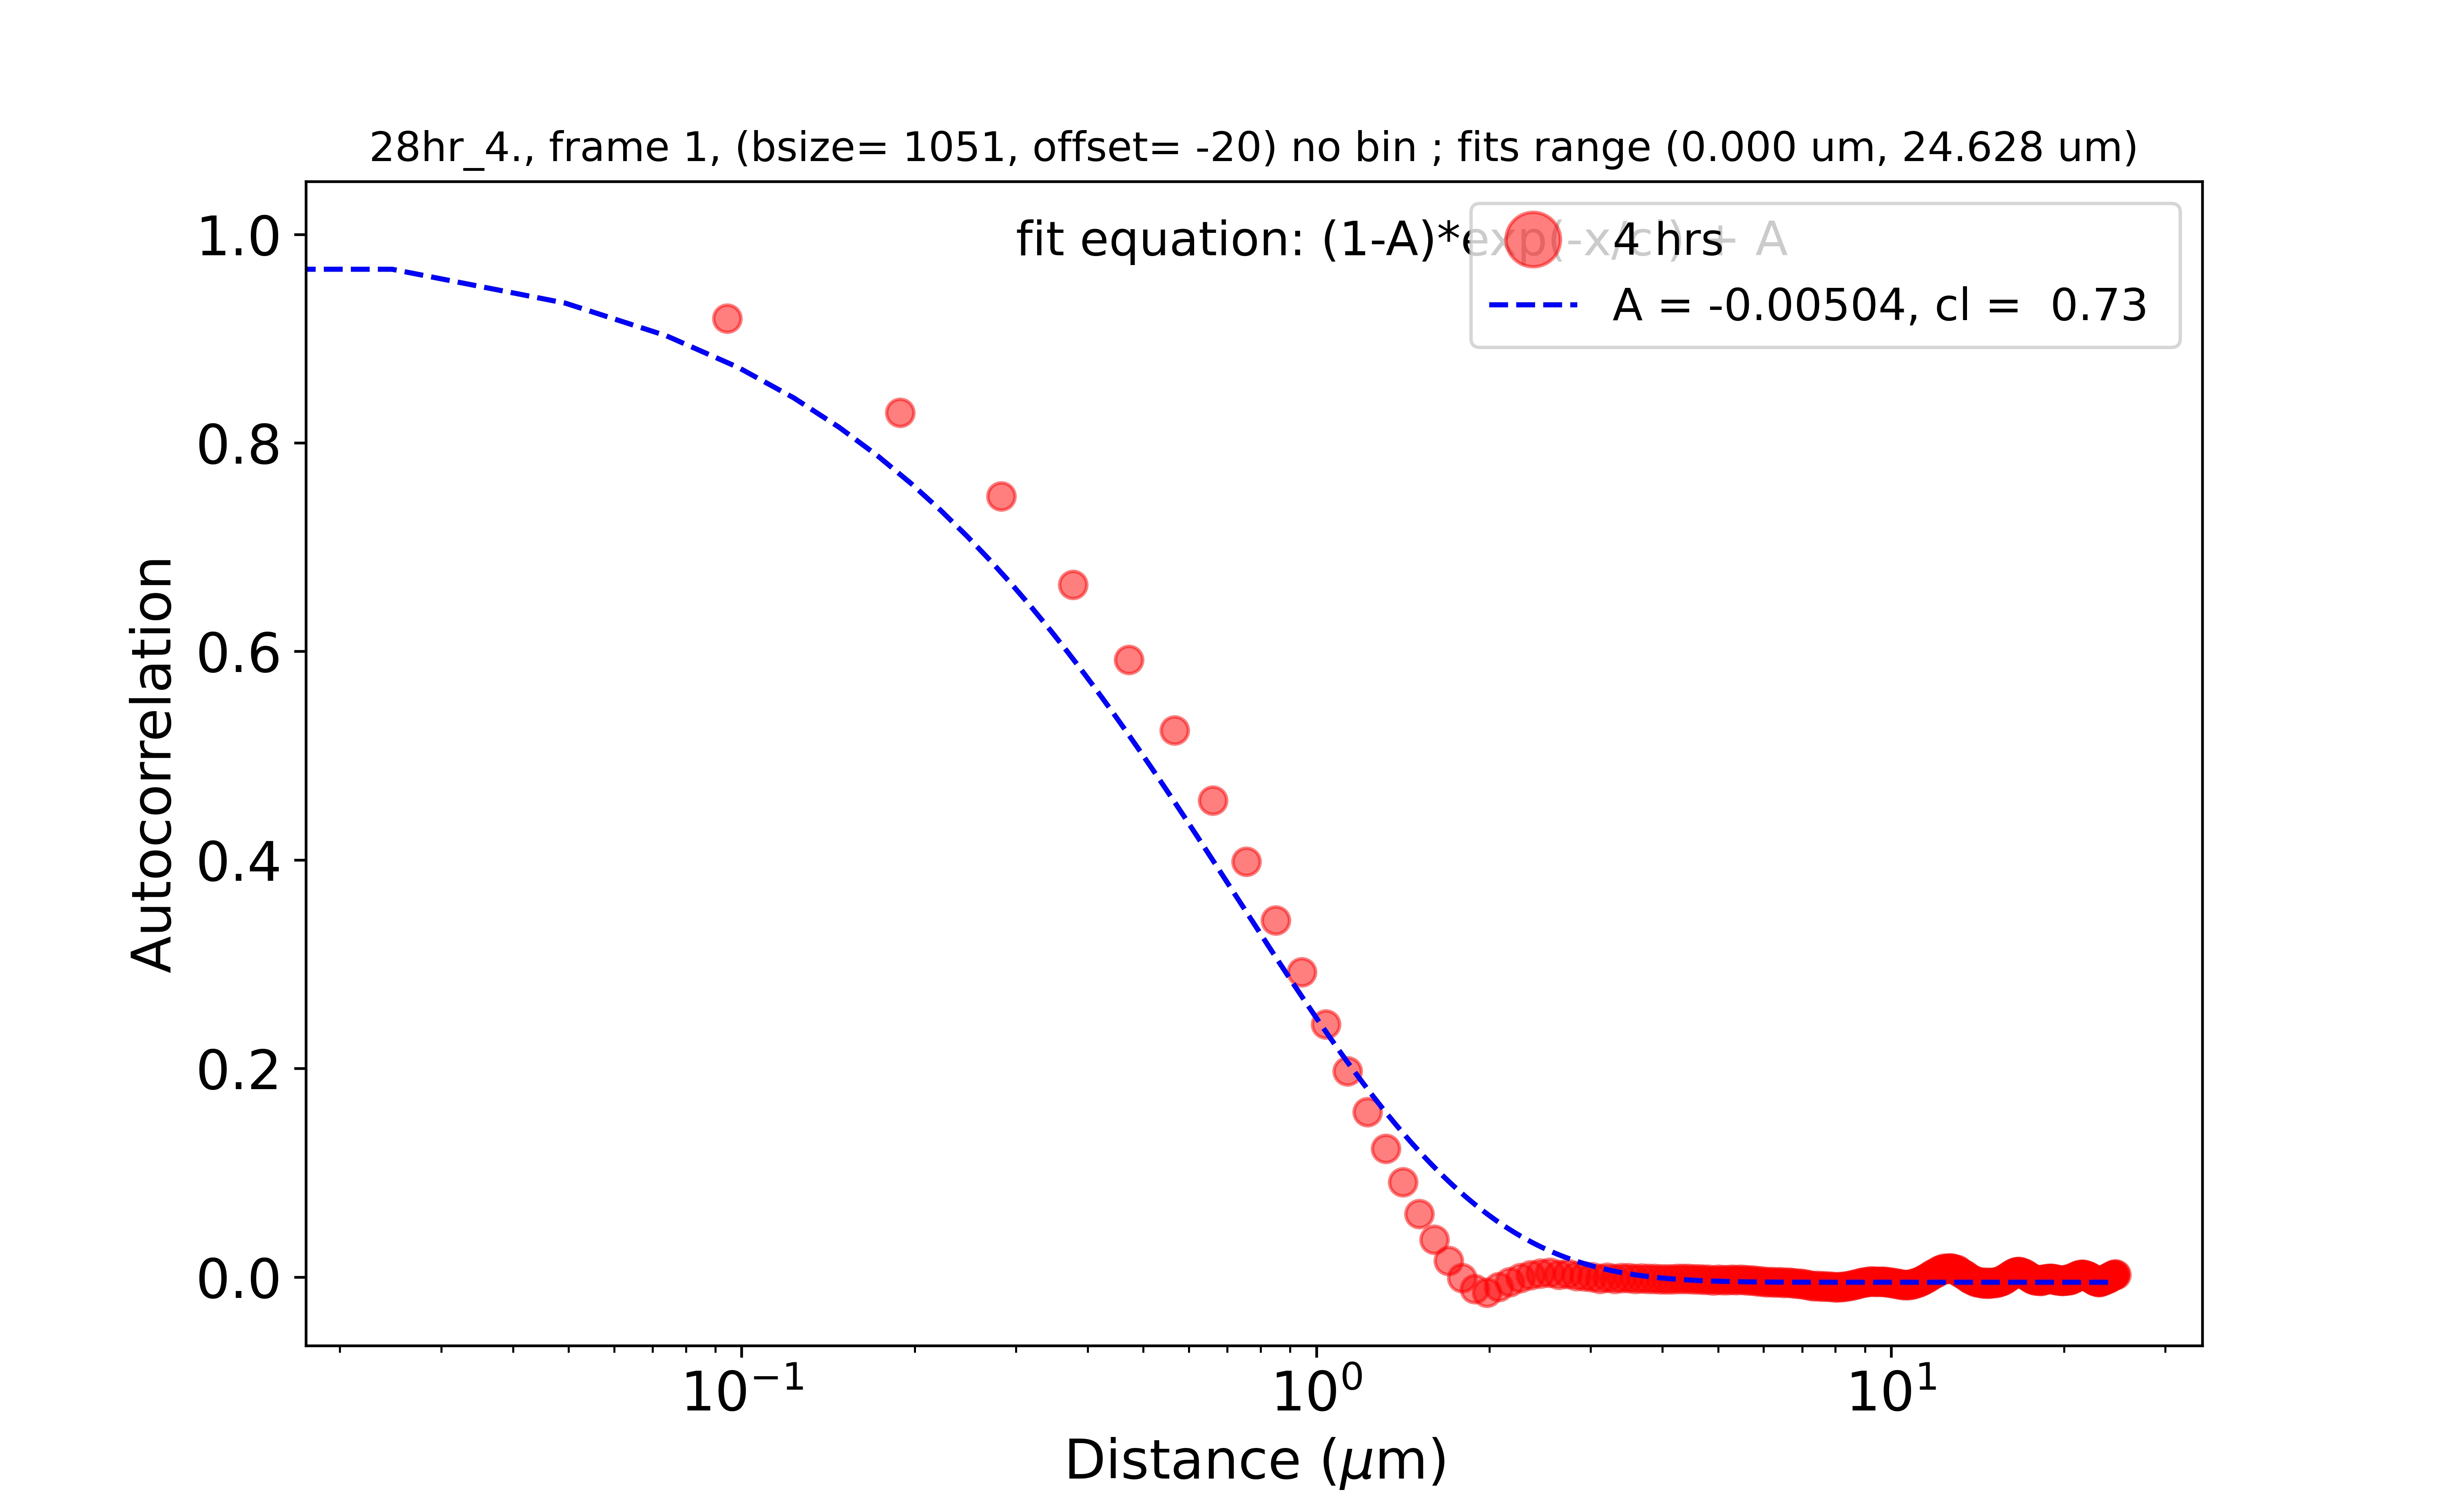 28hr_4., frame 1, (bsize= 1051, offset= -20) no bin ; fits range (0.000 um, 24.628 um)
fit equation: (1-A)*exp(-x/cl) + A
4 hrs
A = -0.00504, cl =  0.73
Autocorrelation
1.0
0.8
0.6
0.4
0.2
0.0
10⁻¹
10⁰
10¹
Distance (μm)